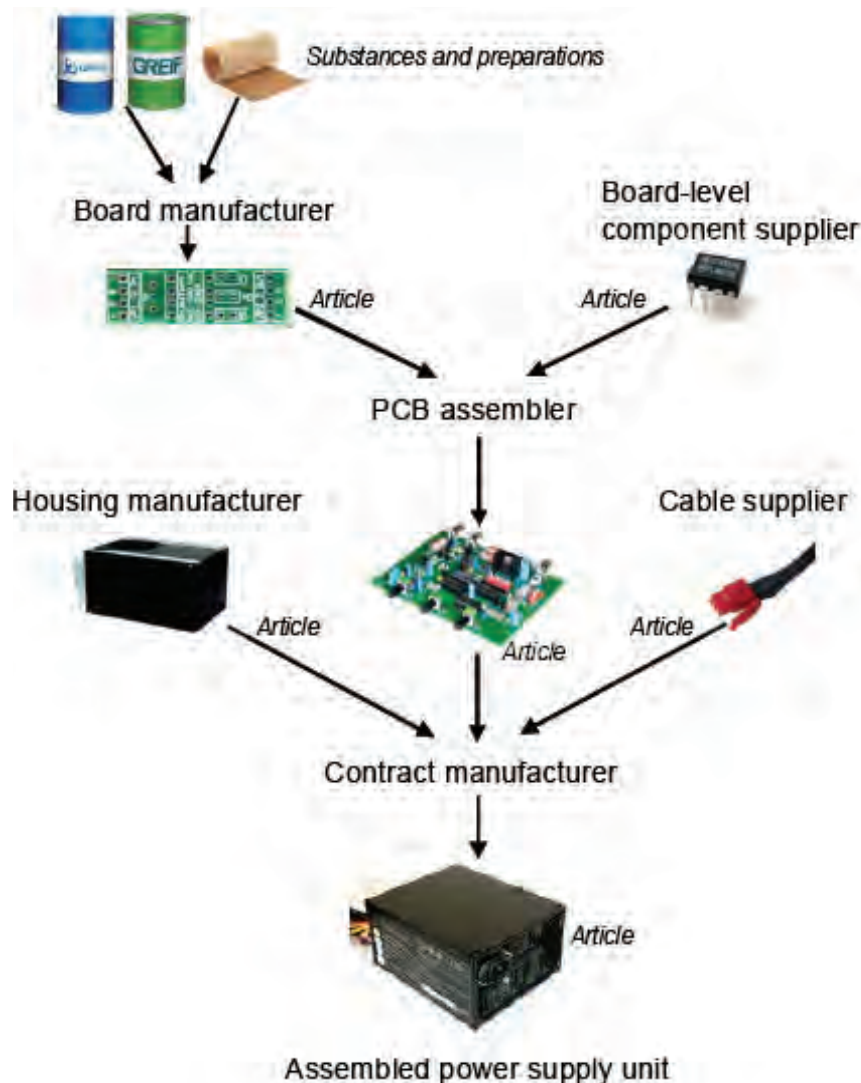 GREIF
Substances and preparations
Board manufacturer
Board-level
component supplier
Article
Article
PCB assembler
Housing manufacturer
Cable supplier
Article
Article
Article
Contract manufacturer
Article
Assembled power supply unit